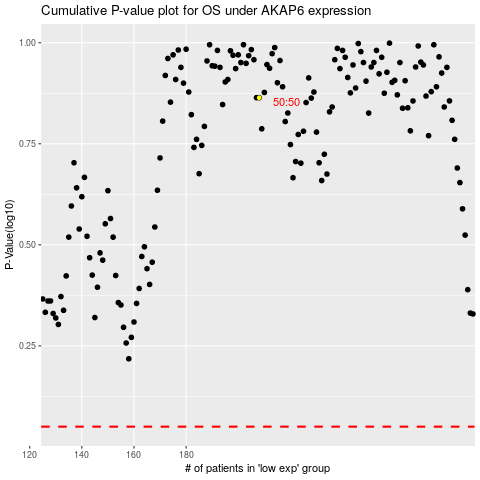 Cumulative P-value plot for OS under AKAP6 expression
1.00
50:50
0.75
P-Value(log10)
0.50
0.25
120 140 160 180
# of patients in 'low exp' group